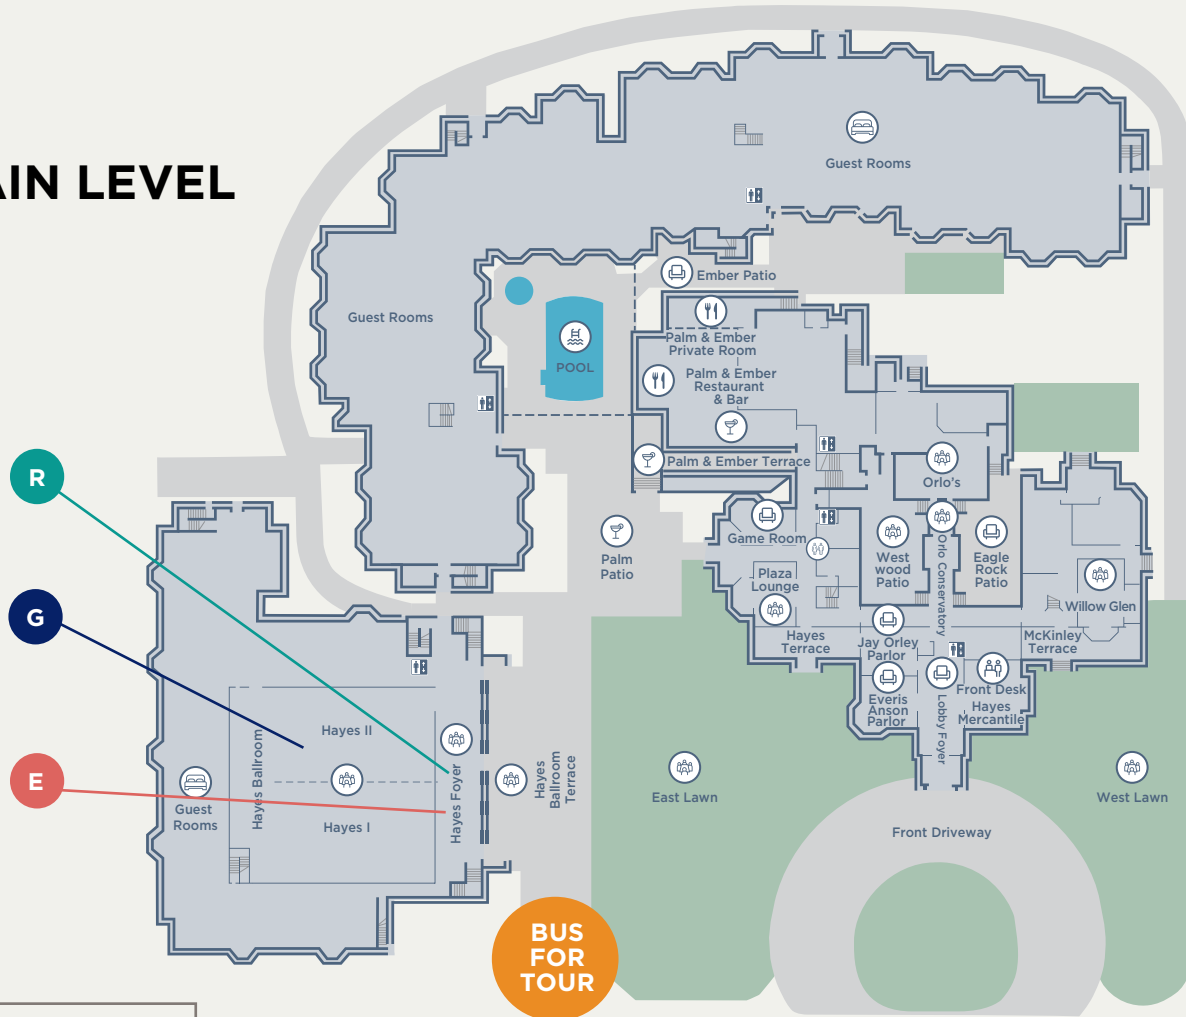 AIN LEVEL
Guest Rooms
Ember Patio
Guest Rooms
Palm & Ember
Private Room
POOL
Palm & Ember
Restaurant
& Bar
Palm & Ember Terrace
Orlo's
R
Game Room
Palm
Patio
West
wood
Patio
Orlo Conservatory
Eagle
Rock
Patio
Plaza
Lounge
Willow Glen
G
Hayes
Terrace
Jay Orley
Parlor
McKinley
Terrace
Front Desk
Everis
Anson
Parlor
Lobby Foyer
Hayes
Mercantile
Hayes II
Hayes Ballroom
Hayes Foyer
Hayes
Ballroom
Terrace
E
Guest
Rooms
Hayes I
East Lawn
West Lawn
Front Driveway
BUS
FOR
TOUR